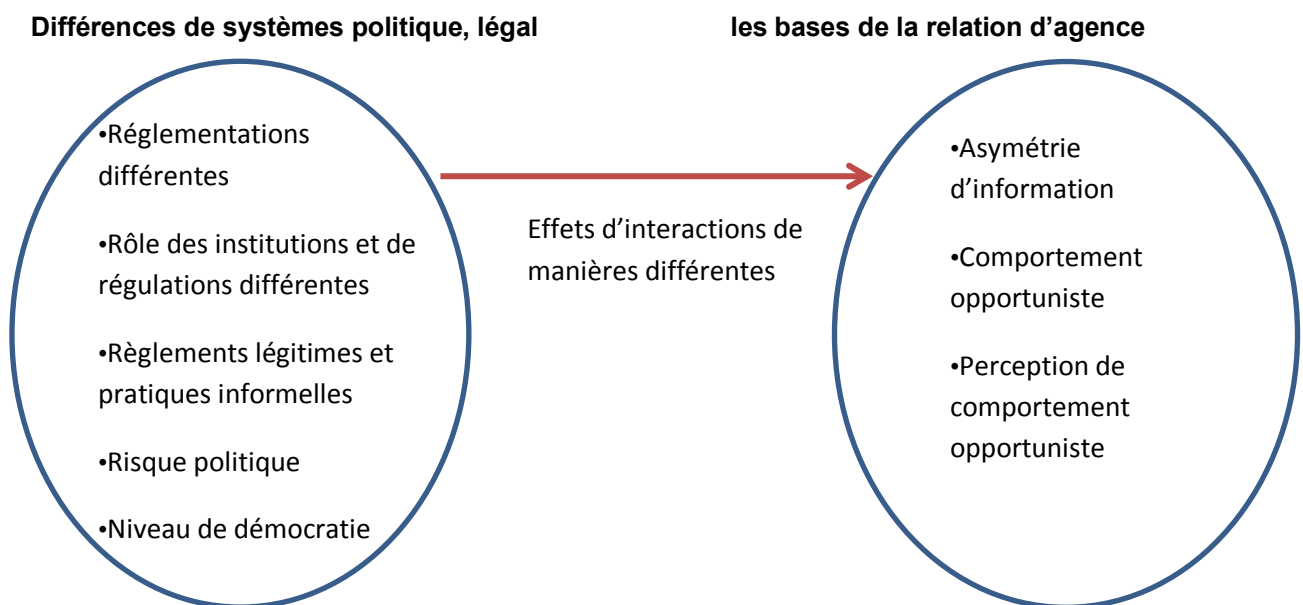 Différences de systèmes politique, légal
les bases de la relation d’agence
•Réglementations
différentes
•Rôle des institutions et de
régulations différentes
•Règlements légitimes et
pratiques informelles
•Risque politique
•Niveau de démocratie
Effets d’interactions de
manières différentes
•Asymétrie
d’information
•Comportement
opportuniste
•Perception de
comportement
opportuniste